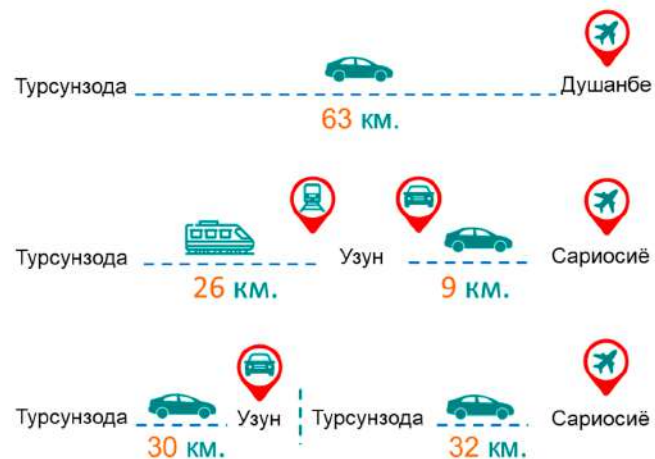 Турсунзода Душанбе
63 км.
Турсунзода Узун Сариосиё
26 км. 9 км.
Турсунзода Узун Турсунзода Сариосиё
30 км. 32 км.